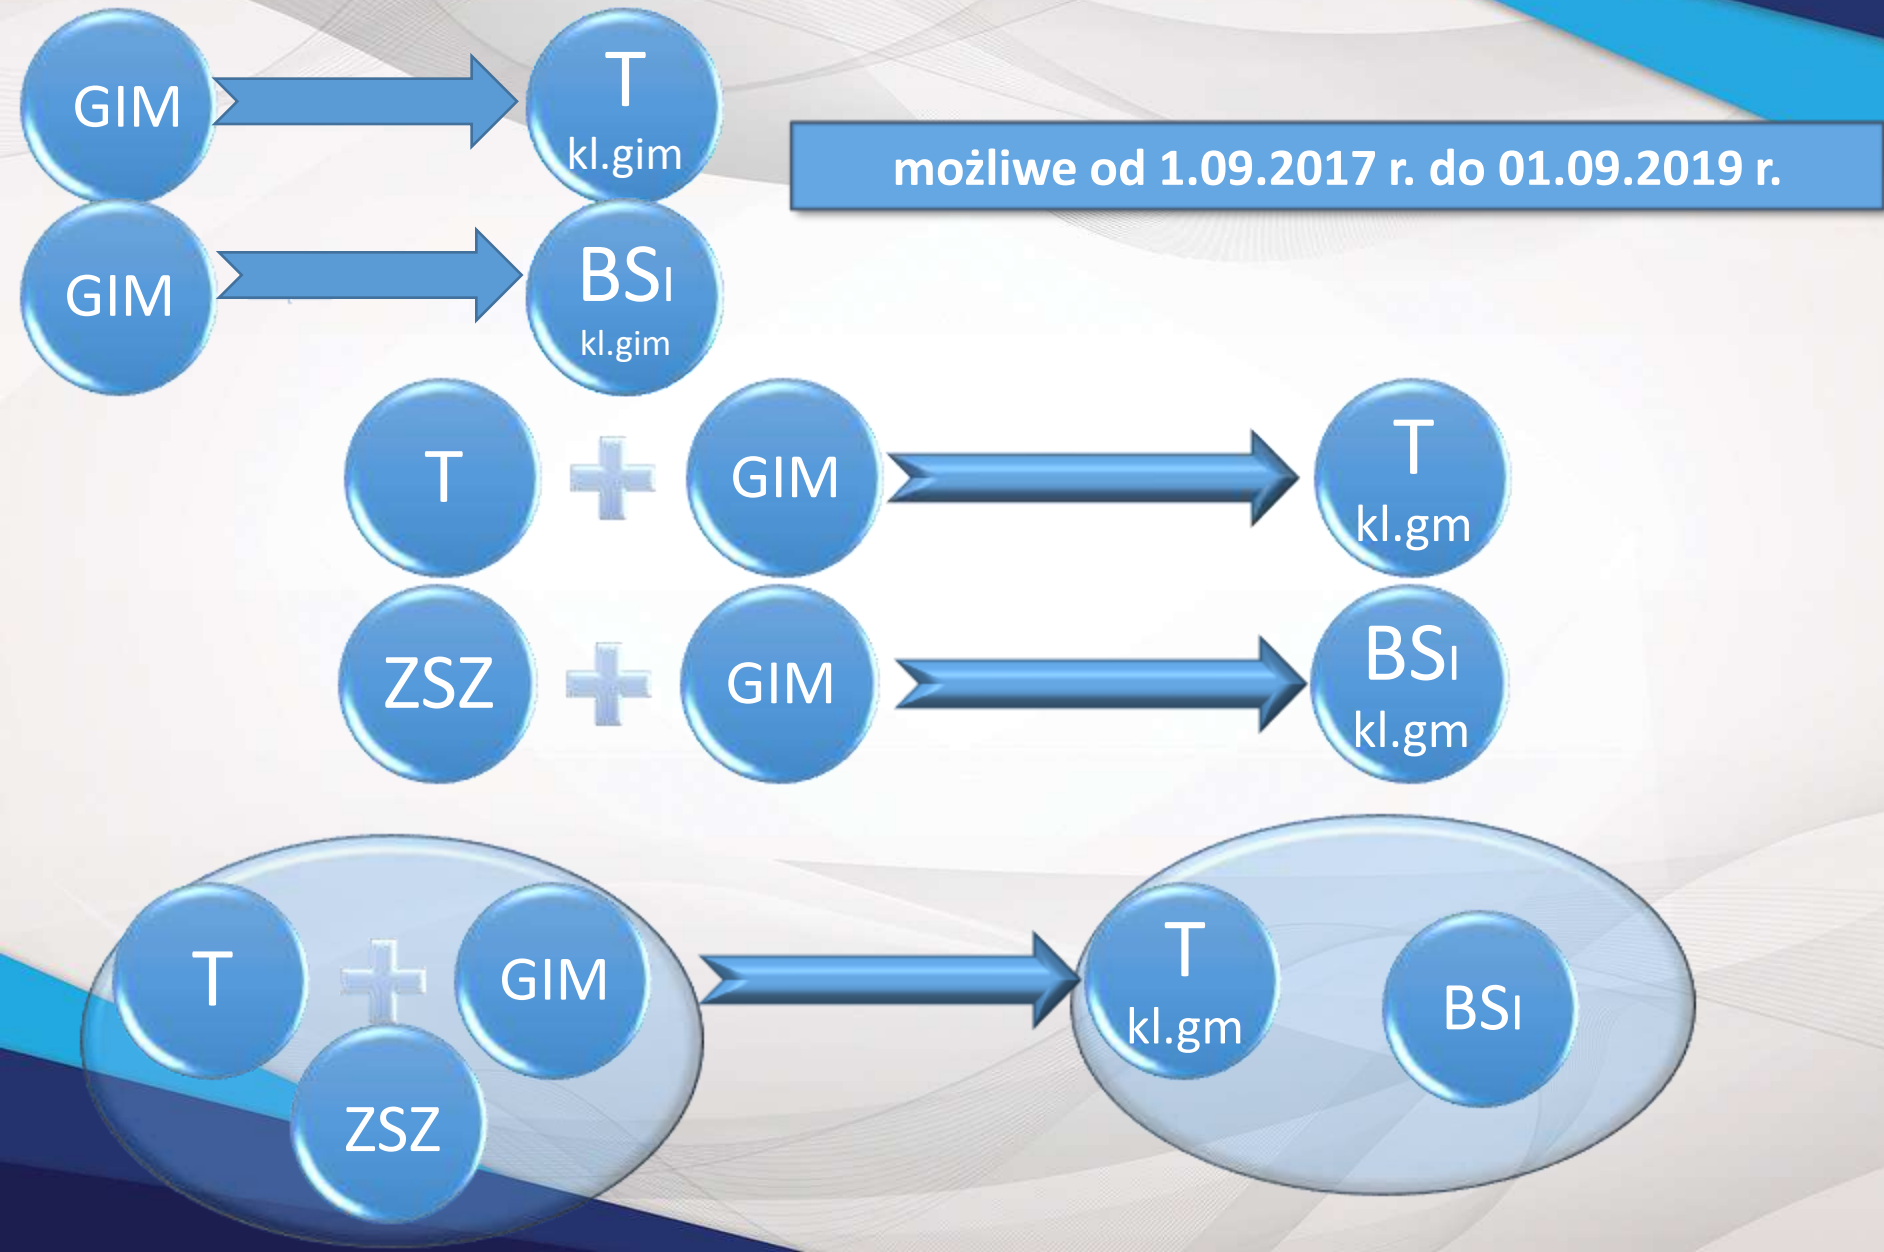 GIM
T
kl.gim
możliwe od 1.09.2017 r. do 01.09.2019 r.
GIM
BSI
kl.gim
T
GIM
T
kl.gm
ZSZ
GIM
BSI
kl.gm
T
GIM
ZSZ
T
kl.gm
BSI